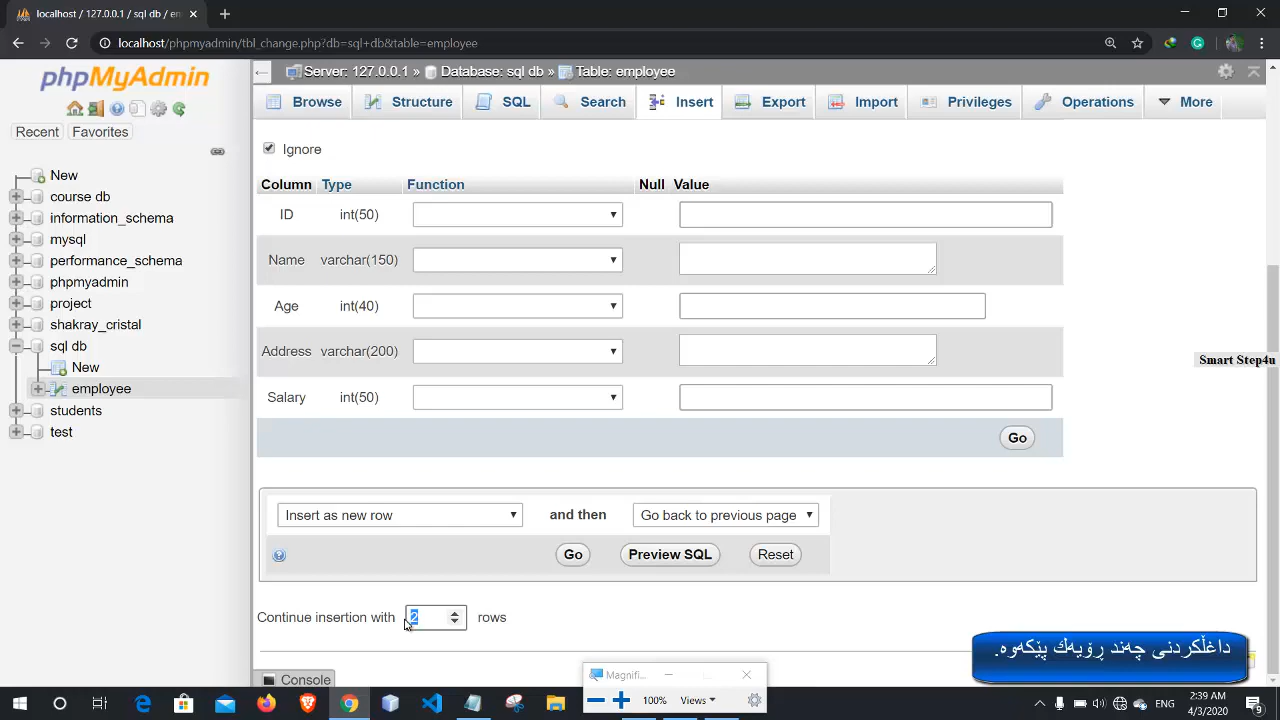 localhost / 127.0.0.1 / sql db / en
localhost/phpmyadmin/tbl_change.php?db=sql+db&table=employee
phpMyAdmin
Recent
Favorites
New
course db
information_schema
mysql
performance_schema
phpmyadmin
project
shakray_cristal
sql db
New
employee
students
test
Server: 127.0.0.1 » Database: sql db » Table: employee
Browse
Structure
SQL
Search
Insert
Export
Import
Privileges
Operations
More
Ignore
Column Type Function Null Value
ID int(50)
Name varchar(150)
Age int(40)
Address varchar(200)
Salary int(50)
Go
Insert as new row and then Go back to previous page
Go Preview SQL Reset
Continue insertion with 2 rows
Console
Smart Step4u
داغڵكردنی چەند ڕۆیەك پێكەوە.
Magnifi...
100% Views
ENG
2:39 AM
4/3/2020
9